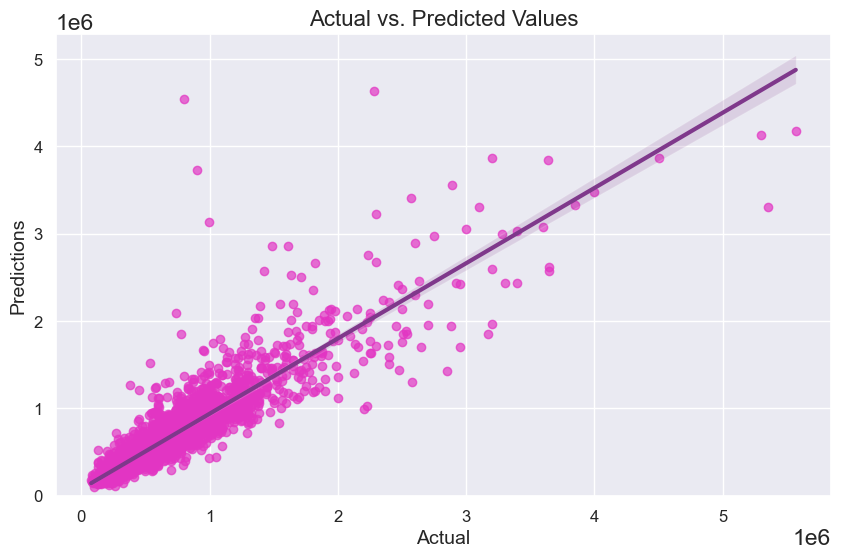 Actual vs. Predicted Values
1e6
5
4
3
2
1
0
Predictions
0 1 2 3 4 5
Actual
1e6